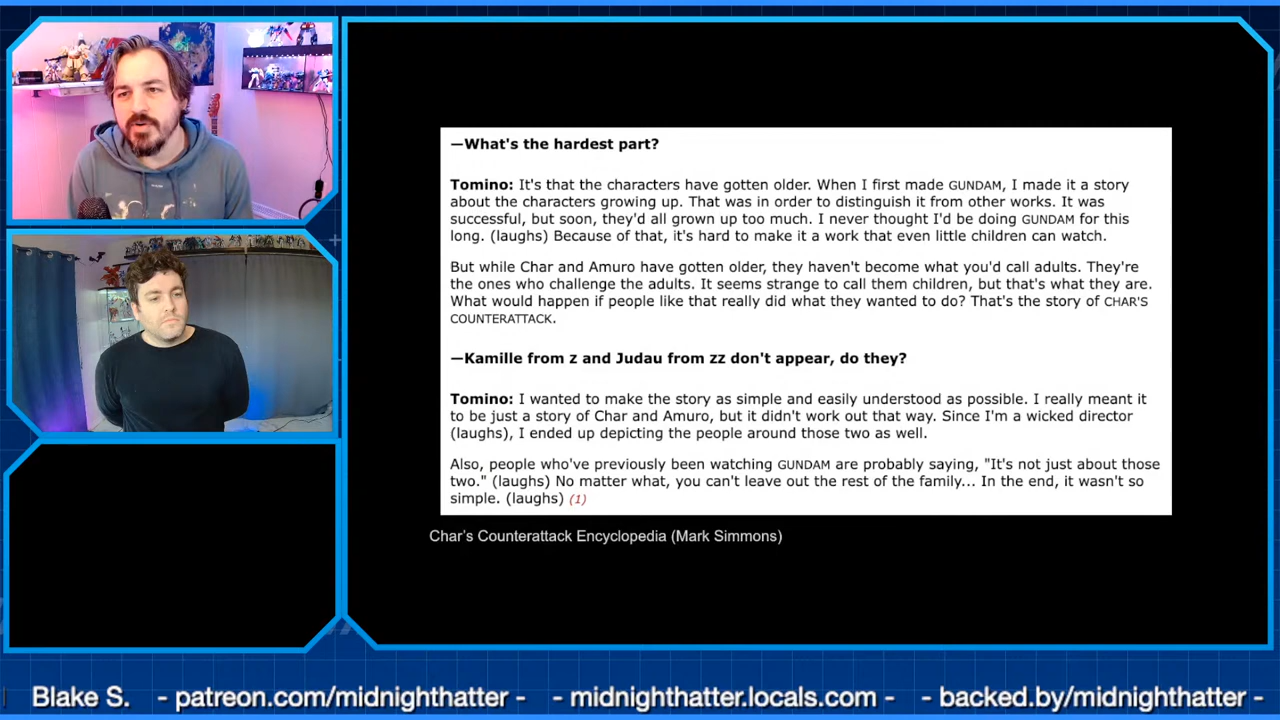 —What's the hardest part?
Tomino: It's that the characters have gotten older. When I first made GUNDAM, I made it a story
about the characters growing up. That was in order to distinguish it from other works. It was
successful, but soon, they'd all grown up too much. I never thought I'd be doing GUNDAM for this
long. (laughs) Because of that, it's hard to make it a work that even little children can watch.
But while Char and Amuro have gotten older, they haven't become what you'd call adults. They're
the ones who challenge the adults. It seems strange to call them children, but that's what they are.
What would happen if people like that really did what they wanted to do? That's the story of CHAR'S
COUNTERATTACK.
—Kamille from Z and Judau from ZZ don't appear, do they?
Tomino: I wanted to make the story as simple and easily understood as possible. I really meant it
to be just a story of Char and Amuro, but it didn't work out that way. Since I'm a wicked director
(laughs), I ended up depicting the people around those two as well.
Also, people who've previously been watching GUNDAM are probably saying, "It's not just about those
two." (laughs) No matter what, you can't leave out the rest of the family... In the end, it wasn't so
simple. (laughs) (1)
Char's Counterattack Encyclopedia (Mark Simmons)
Blake S. - patreon.com/midnighthatter - - midnighthatter.locals.com - - backed.by/midnighthatter -